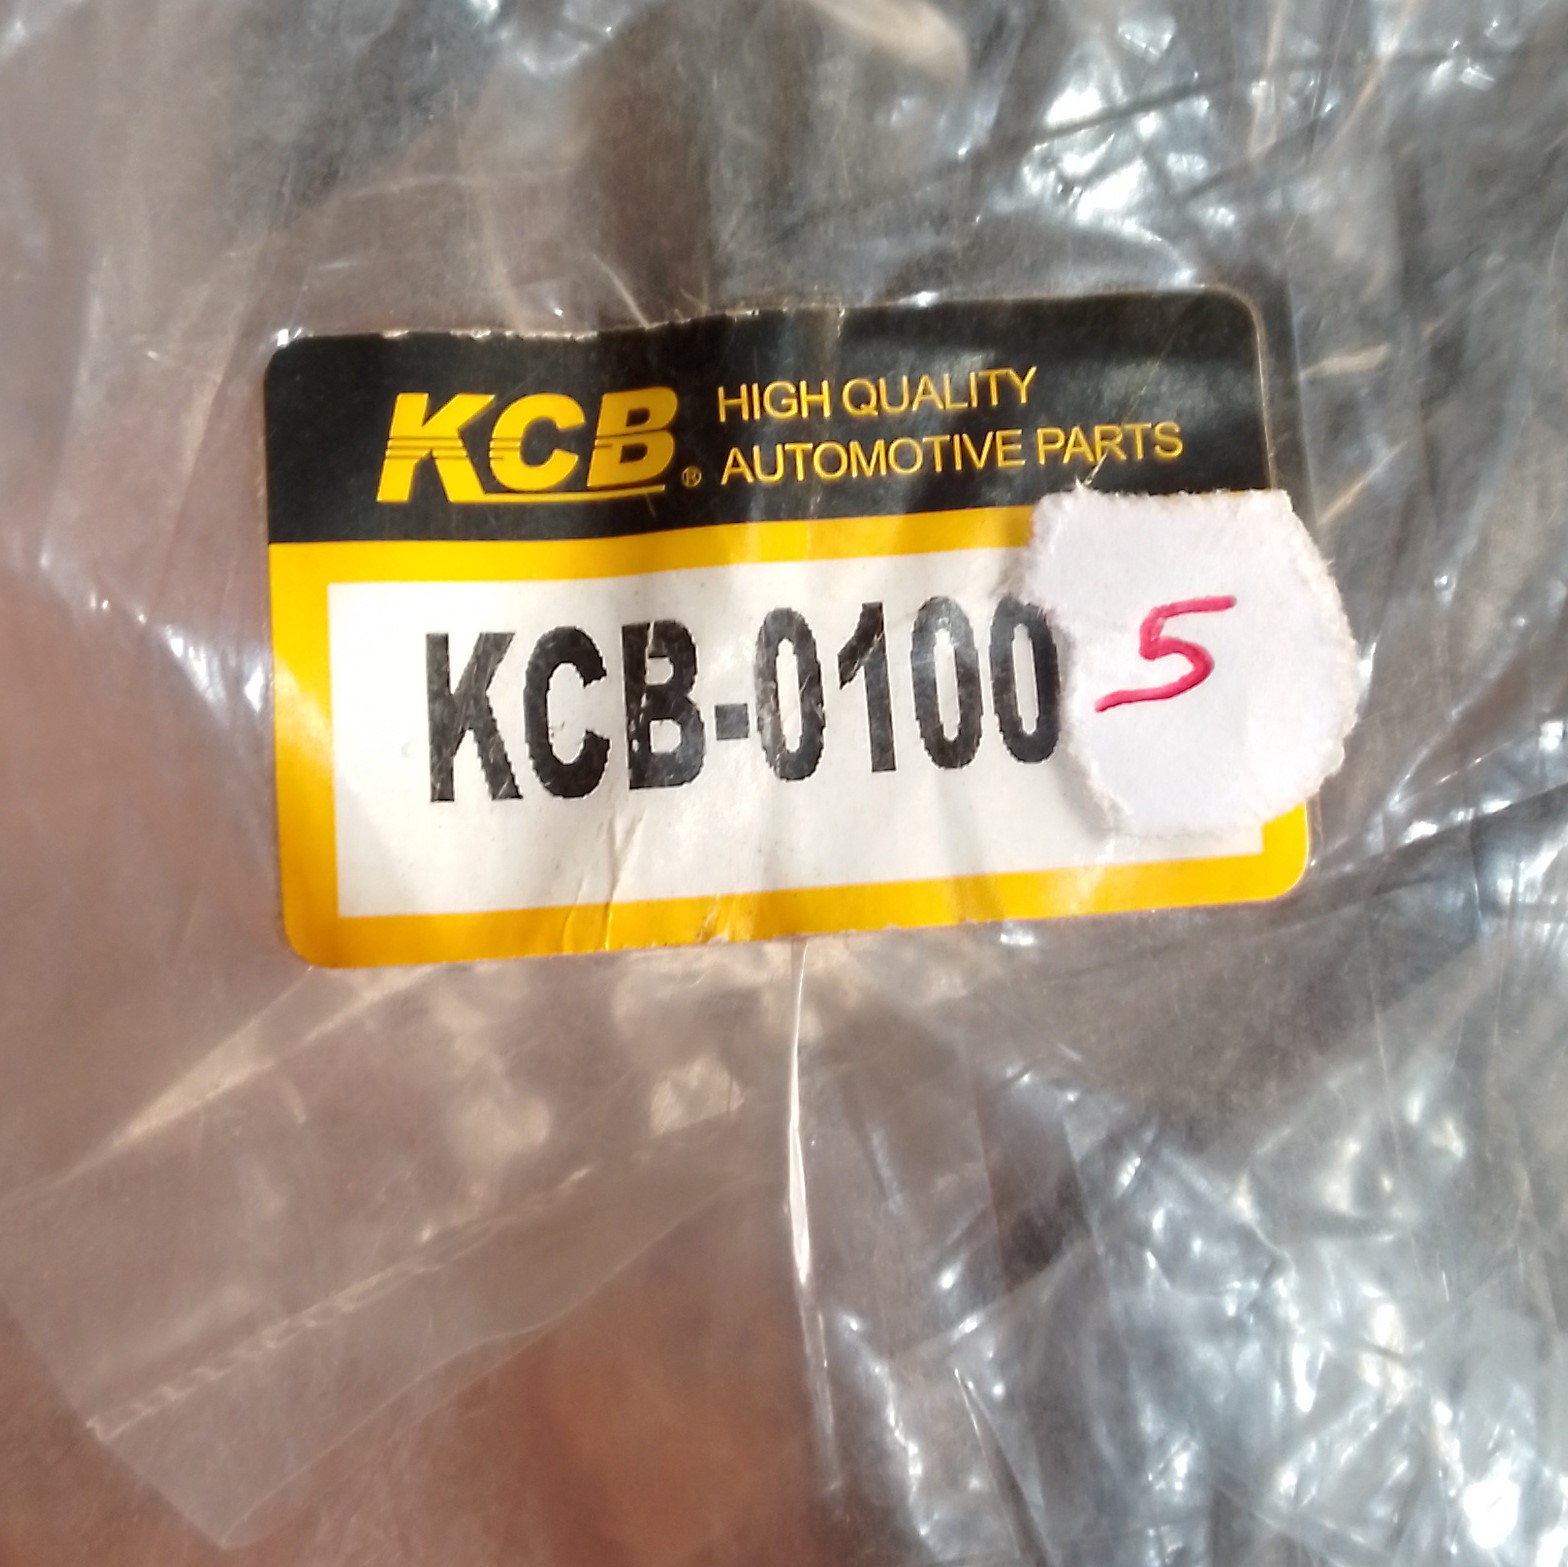 KCB® HIGH QUALITY
AUTOMOTIVE PARTS
KCB-0100
5